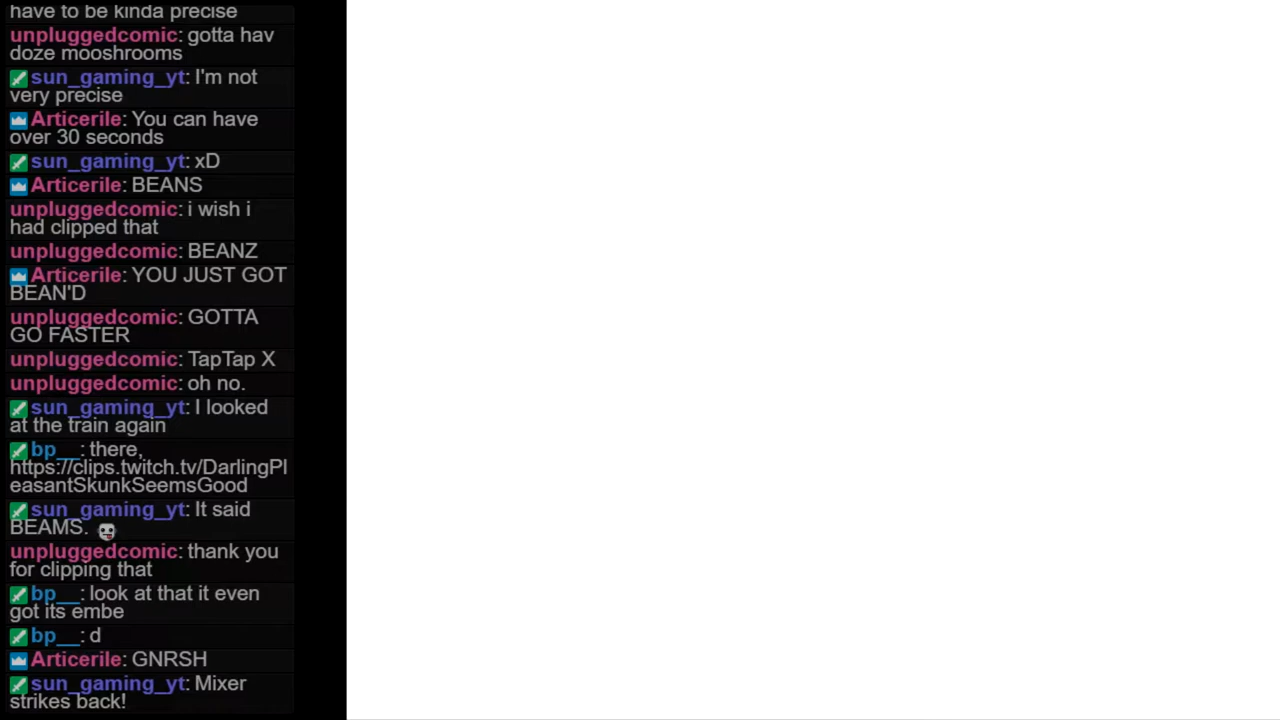 have to be kinda precise
unpluggedcomic: gotta hav
doze mooshrooms
sun_gaming_yt: I'm not
very precise
Articerile: You can have
over 30 seconds
sun_gaming_yt: xD
Articerile: BEANS
unpluggedcomic: i wish i
had clipped that
unpluggedcomic: BEANZ
Articerile: YOU JUST GOT
BEAN'D
unpluggedcomic: GOTTA
GO FASTER
unpluggedcomic: TapTap X
unpluggedcomic: oh no.
sun_gaming_yt: I looked
at the train again
bp__: there,
https://clips.twitch.tv/DarlingPl
easantSkunkSeemsGood
sun_gaming_yt: It said
BEAMS.
unpluggedcomic: thank you
for clipping that
bp__: look at that it even
got its embe
bp__: d
Articerile: GNRSH
sun_gaming_yt: Mixer
strikes back!